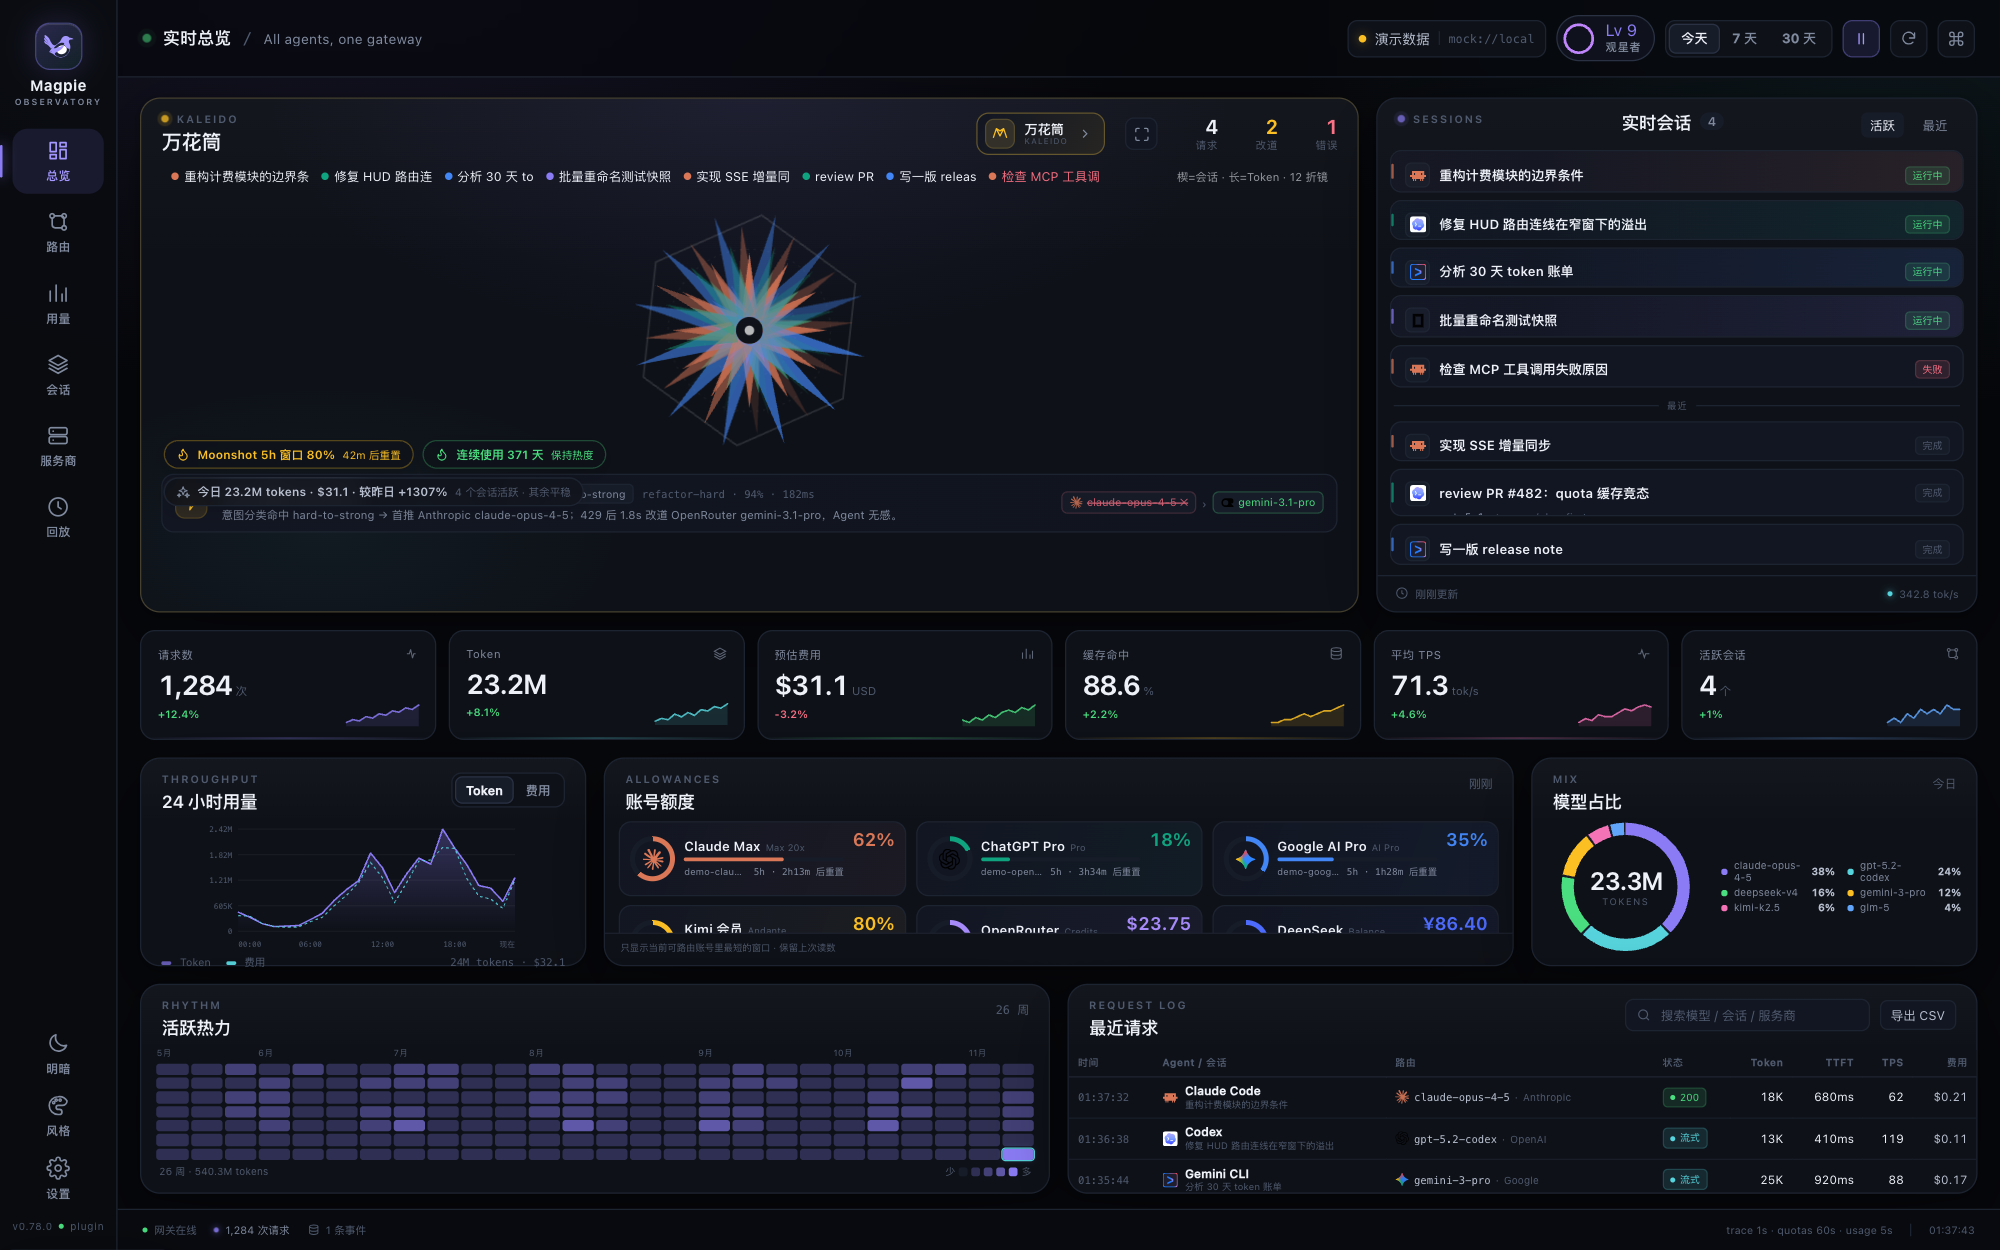 Magpie
OBSERVATORY
总览
路由
用量
会话
服务商
回放
明暗
风格
设置
v0.78.0 plugin
实时总览 / All agents, one gateway
演示数据 mock://local
Lv 9
观星者
今天 7 天 30 天
KALEIDO
万花筒
万花筒
KALEIDO
4 2 1
请求 改道 错误
重构计费模块的边界条 修复 HUD 路由连 分析 30 天 to 批量重命名测试快照 实现 SSE 增量同 review PR 写一版 releas 检查 MCP 工具调
楔=会话 · 长=Token · 12 折镜
Moonshot 5h 窗口 80% 42m 后重置
连续使用 371 天 保持热度
今日 23.2M tokens · $31.1 · 较昨日 +1307% 4 个会话活跃 · 其余平稳
o-strong refactor-hard · 94% · 182ms
意图分类命中 hard-to-strong → 首推 Anthropic claude-opus-4-5; 429 后 1.8s 改道 OpenRouter gemini-3.1-pro，Agent 无感。
claude-opus-4-5 × › gemini-3.1-pro
SESSIONS
实时会话 4
活跃 最近
重构计费模块的边界条件 运行中
修复 HUD 路由连线在窄窗下的溢出 运行中
分析 30 天 token 账单 运行中
批量重命名测试快照 运行中
检查 MCP 工具调用失败原因 失败
最近
实现 SSE 增量同步 完成
review PR #482：quota 缓存竞态 完成
写一版 release note 完成
刚刚更新 342.8 tok/s
请求数
1,284 次
+12.4%
Token
23.2M
+8.1%
预估费用
$31.1 USD
-3.2%
缓存命中
88.6 %
+2.2%
平均 TPS
71.3 tok/s
+4.6%
活跃会话
4 个
+1%
THROUGHPUT
24 小时用量
Token 费用
2.42M
1.82M
1.21M
605K
0
00:00 06:00 12:00 18:00 现在
Token 费用 24M tokens · $32.1
ALLOWANCES
账号额度
刚刚
Claude Max Max 20x 62%
demo-clau… 5h · 2h13m 后重置
ChatGPT Pro Pro 18%
demo-open… 5h · 3h34m 后重置
Google AI Pro AI Pro 35%
demo-goog… 5h · 1h28m 后重置
Kimi 会员 Andante 80%
OpenRouter Credits $23.75
DeepSeek Balance ¥86.40
只显示当前可路由账号里最短的窗口 · 保留上次读数
MIX
模型占比
今日
23.3M
TOKENS
claude-opus-4-5 38% gpt-5.2-codex 24%
deepseek-v4 16% gemini-3-pro 12%
kimi-k2.5 6% glm-5 4%
RHYTHM
活跃热力
26 周
5月 6月 7月 8月 9月 10月 11月
26 周 · 540.3M tokens
少 多
REQUEST LOG
最近请求
搜索模型 / 会话 / 服务商
导出 CSV
时间 Agent / 会话 路由 状态 Token TTFT TPS 费用
01:37:32 Claude Code claude-opus-4-5 · Anthropic 200 18K 680ms 62 $0.21
重构计费模块的边界条件
01:36:38 Codex gpt-5.2-codex · OpenAI 流式 13K 410ms 119 $0.11
修复 HUD 路由连线在窄窗下的溢出
01:35:44 Gemini CLI gemini-3-pro · Google 流式 25K 920ms 88 $0.17
分析 30 天 token 账单
网关在线 1,284 次请求 1 条事件
trace 1s · quotas 60s · usage 5s 01:37:43